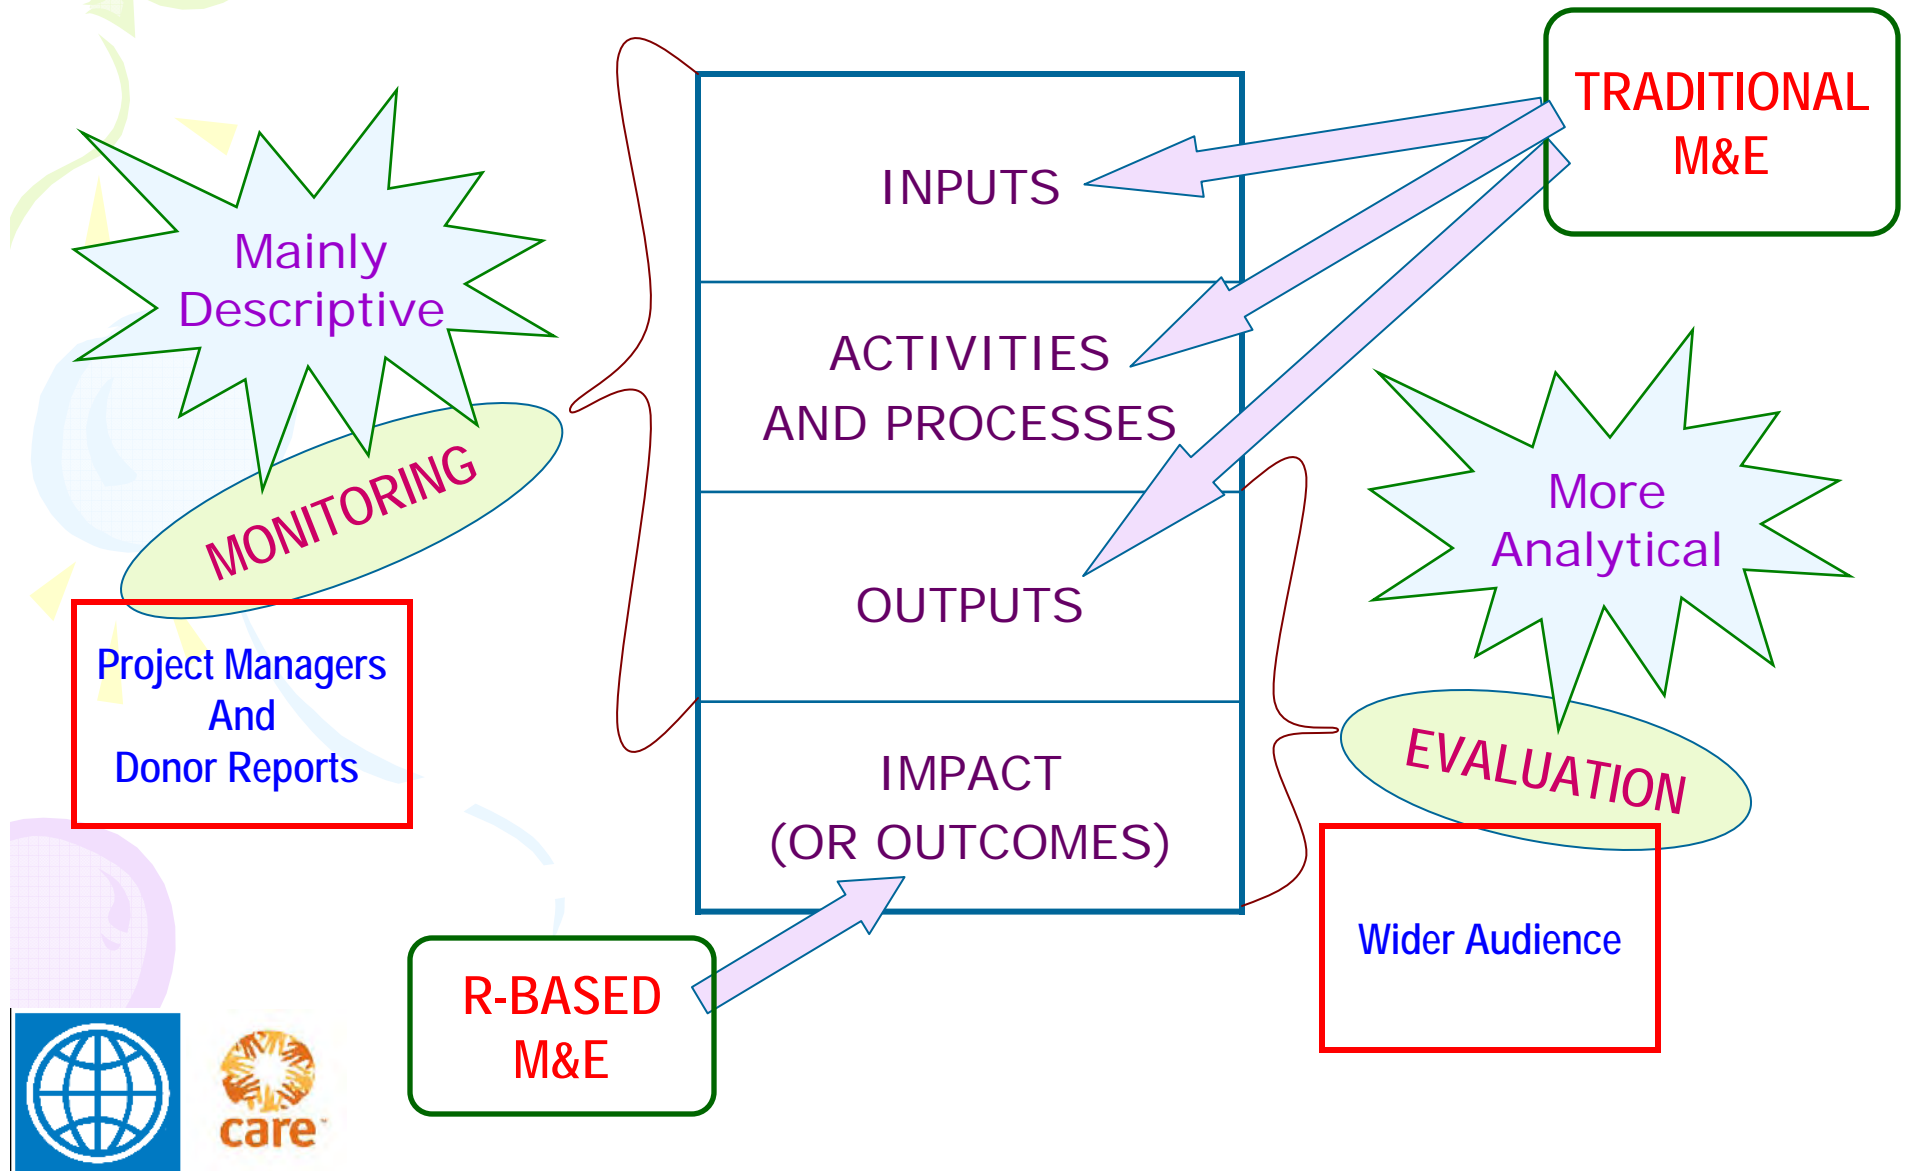 TRADITIONAL
M&E
INPUTS
Mainly
Descriptive
ACTIVITIES
AND PROCESSES
MONITORING
More
Analytical
OUTPUTS
Project Managers
And
Donor Reports
IMPACT
(OR OUTCOMES)
EVALUATION
Wider Audience
R-BASED
M&E
care